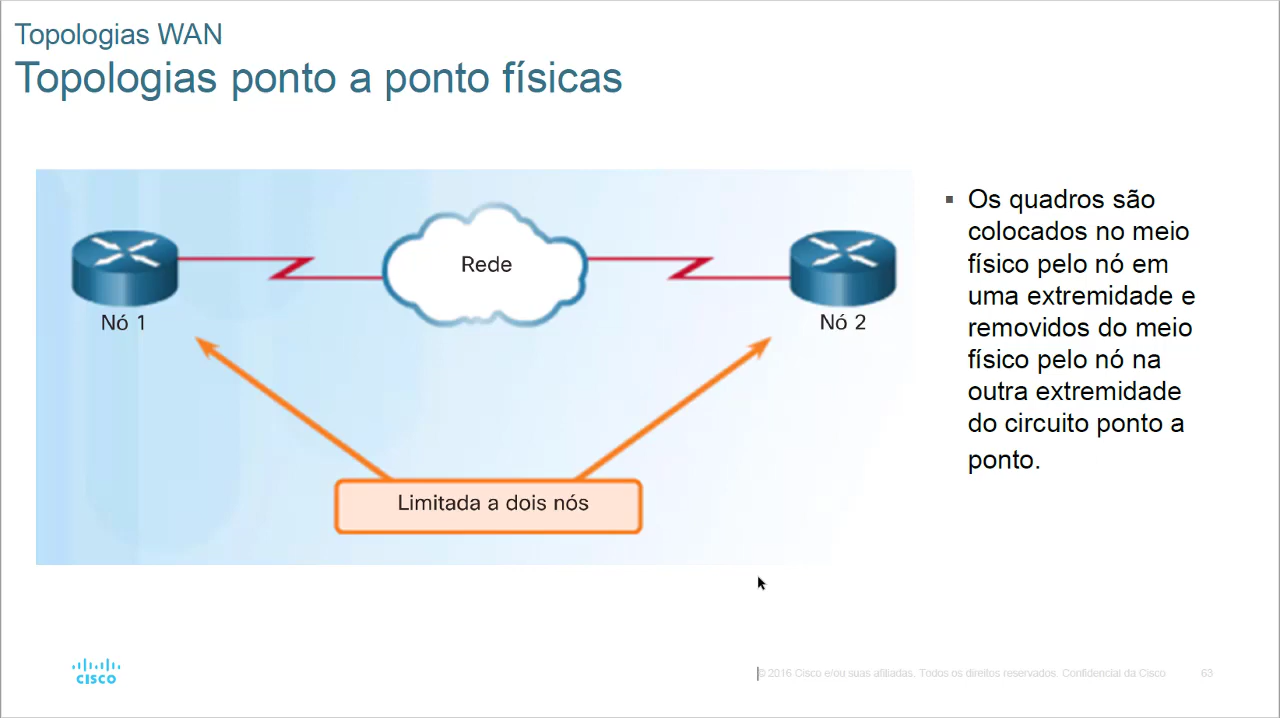 Topologias WAN
Topologias ponto a ponto físicas
Rede
Nó 1
Nó 2
Limitada a dois nós
Os quadros são
colocados no meio
físico pelo nó em
uma extremidade e
removidos do meio
físico pelo nó na
outra extremidade
do circuito ponto a
ponto.
CISCO
© 2016 Cisco e/ou suas afiliadas. Todos os direitos reservados. Confidencial da Cisco
63